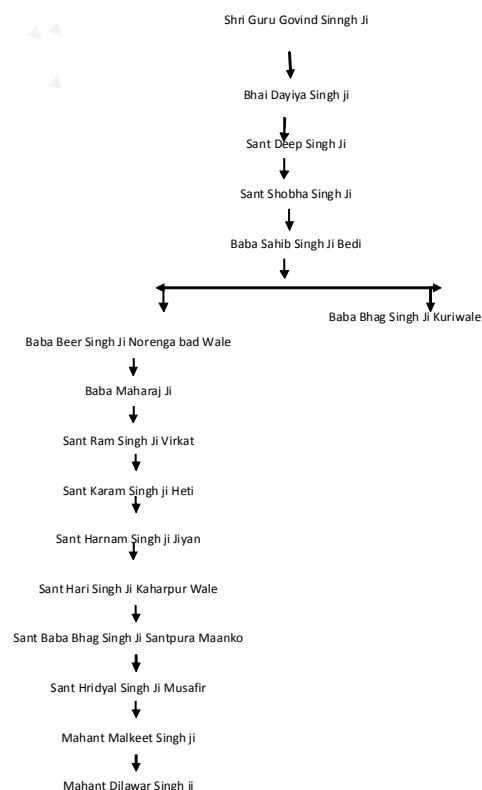 Shri Guru Govind Sinngh Ji
Bhai Dayiya Singh ji
Sant Deep Singh Ji
Sant Shobha Singh Ji
Baba Sahib Singh Ji Bedi
Baba Bhag Singh Ji Kuriwale
Baba Beer Singh Ji Norenga bad Wale
Baba Maharaj Ji
Sant Ram Singh Ji Virkat
Sant Karam Singh ji Heti
Sant Harnam Singh ji Jiyan
Sant Hari Singh Ji Kaharpur Wale
Sant Baba Bhag Singh Ji Santpura Maanko
Sant Hridyal Singh Ji Musafir
Mahant Malkeet Singh ji
Mahant Dilawar Singh ji